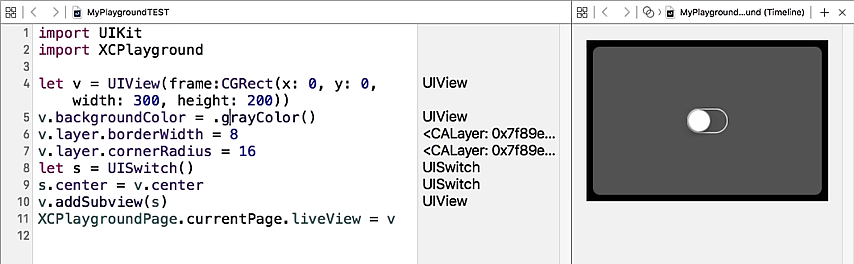 MyPlaygroundTEST
MyPlayground...und (Timeline)
1 import UIKit
2 import XCPlayground
3
4 let v = UIView(frame:CGRect(x: 0, y: 0, UIView
width: 300, height: 200))
5 v.backgroundColor = .grayColor() UIView
6 v.layer.borderWidth = 8 <CALayer: 0x7f89e...
7 v.layer.cornerRadius = 16 <CALayer: 0x7f89e...
8 let s = UISwitch() UISwitch
9 s.center = v.center UISwitch
10 v.addSubview(s) UIView
11 XCPlaygroundPage.currentPage.liveView = v
12